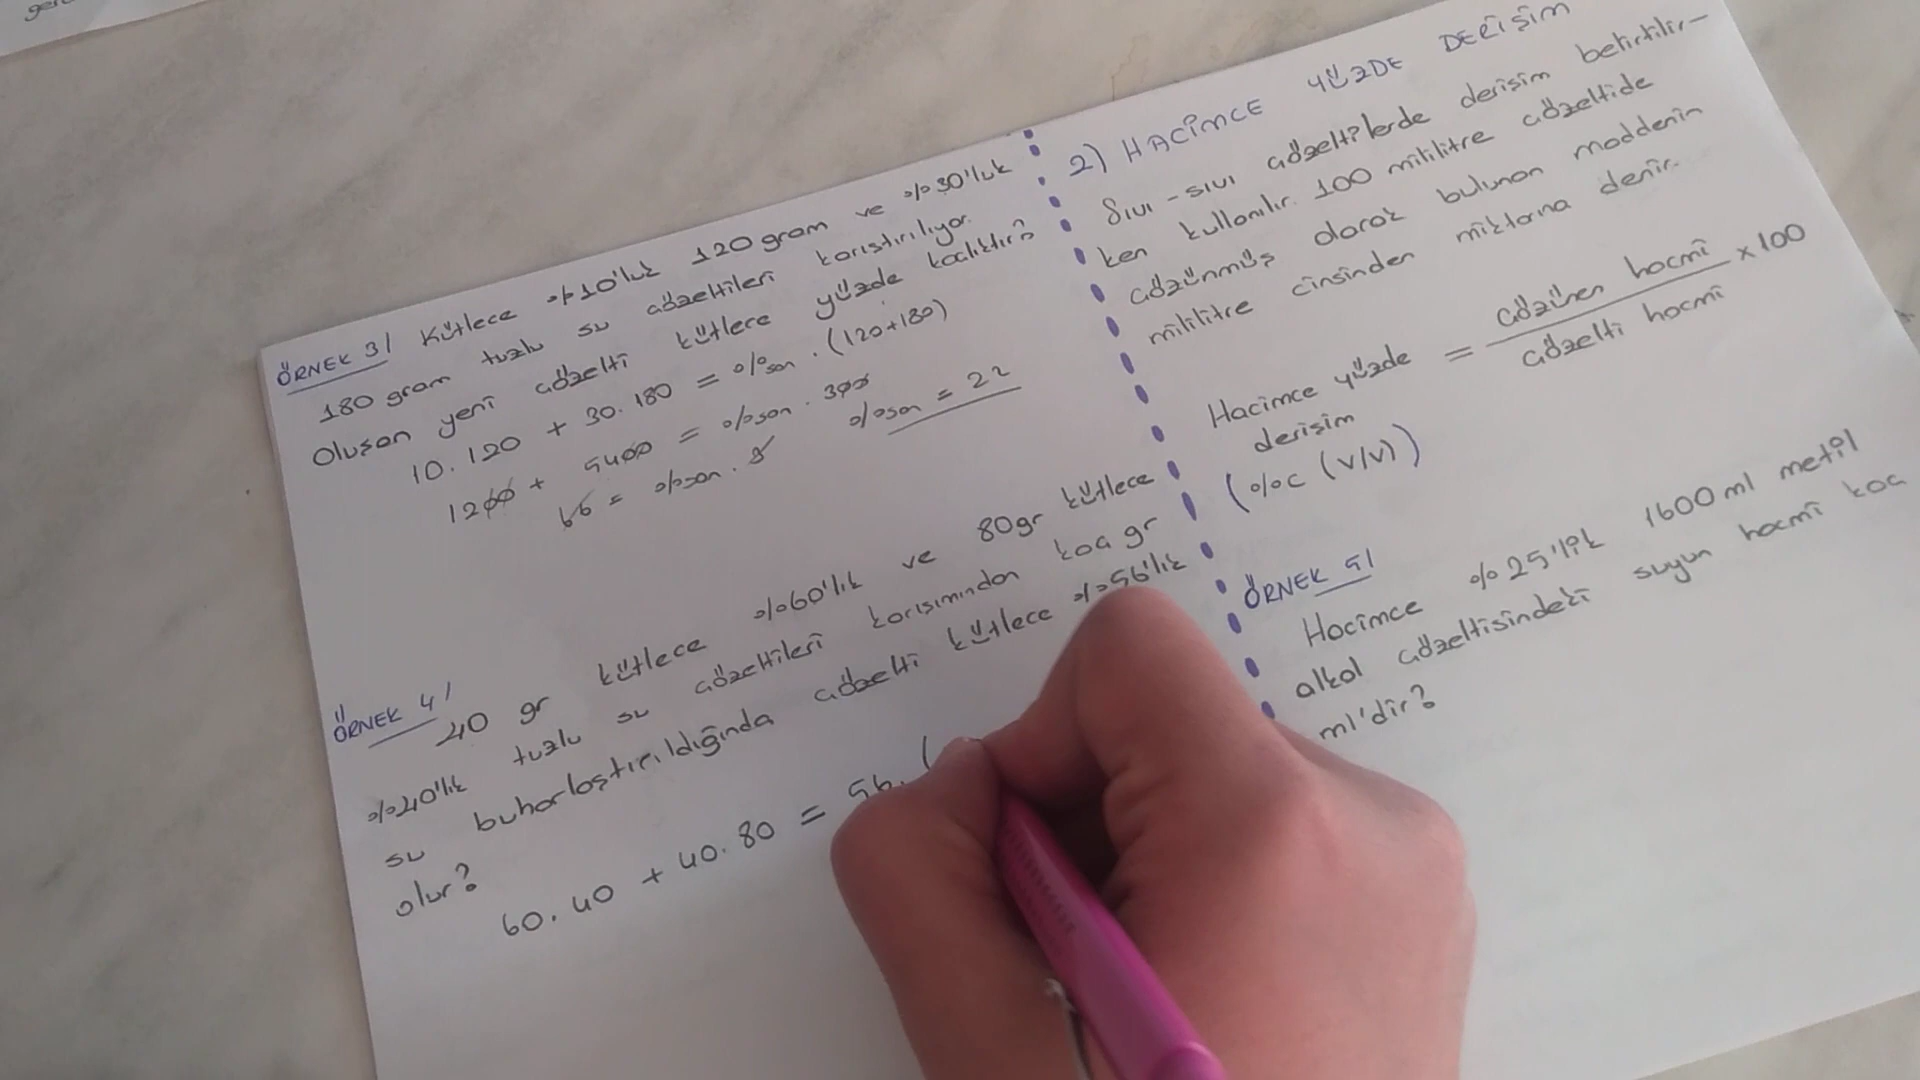 ÖRNEK 3/ Kütlece %10'luk 120 gram ve %30'luk
180 gram tuzlu su çözeltileri karıştırılıyor.
Oluşan yeni çözelti kütlece yüzde kaçlıktır?
10.120 + 30.180 = %son . (120+180)
1200 + 5400 = %son . 300
66 = %son . 3
%son = 22
ÖRNEK 4/
40 gr kütlece %60'lık ve 80gr kütlece
%40'lık tuzlu su çözeltileri karışımından kaç gr
su buharlaştırıldığında çözelti kütlece %56'lık
olur?
60.40 + 40.80 = 56. (
2) HACİMCE YÜZDE DERİŞİM
Sıvı-sıvı çözeltilerde derişim belirtilir-
ken kullanılır. 100 mililitre çözeltide
çözünmüş olarak bulunan maddenin
mililitre cinsinden miktarına denir.
Hacimce yüzde = çözünen hacmi x100
derişim çözelti hacmi
(%C (V/V))
ÖRNEK 5/
Hacimce %25'lik 1600 ml metil
alkol çözeltisindeki suyun hacmi kaç
ml'dir?